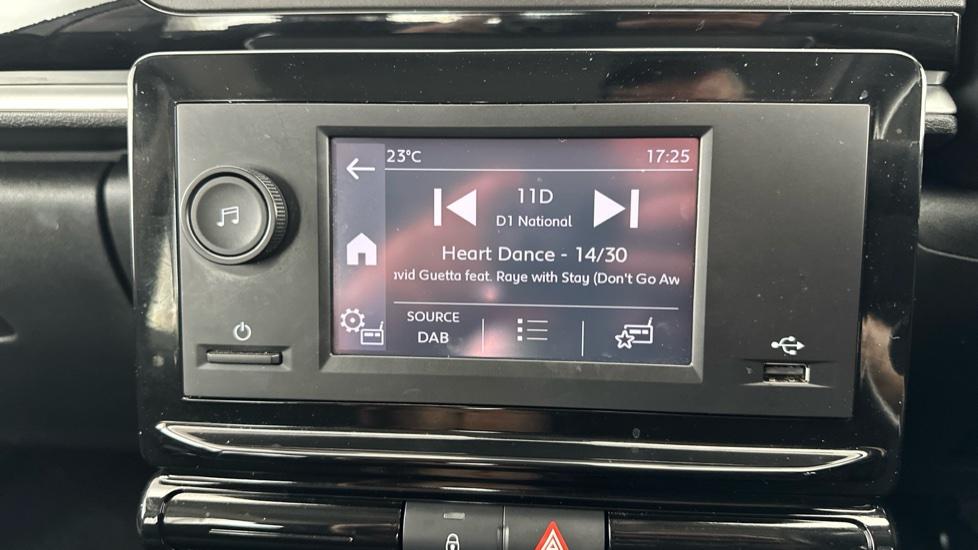 23°C 17:25
11D
D1 National
Heart Dance - 14/30
vid Guetta feat. Raye with Stay (Don't Go Aw
SOURCE
DAB